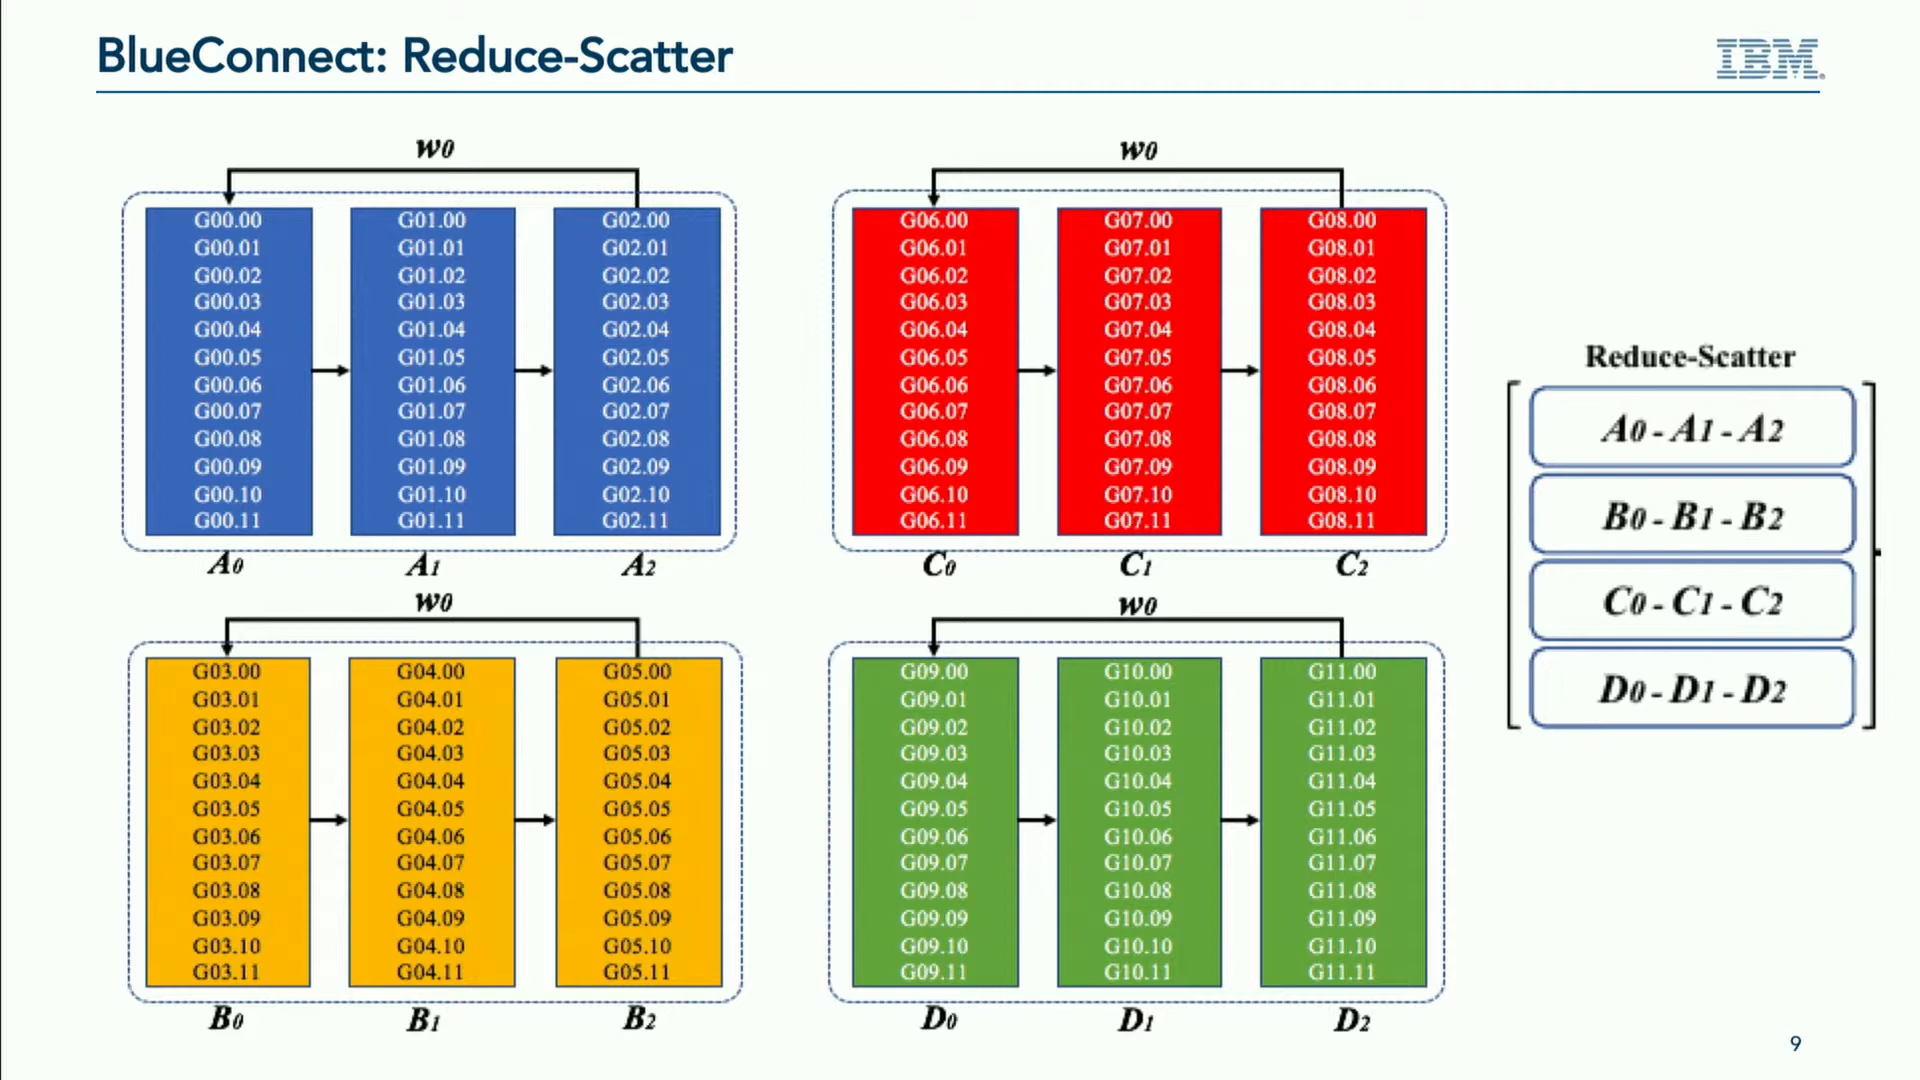 BlueConnect: Reduce-Scatter
IBM
w0
G00.00 G01.00 G02.00
G00.01 G01.01 G02.01
G00.02 G01.02 G02.02
G00.03 G01.03 G02.03
G00.04 G01.04 G02.04
G00.05 G01.05 G02.05
G00.06 G01.06 G02.06
G00.07 G01.07 G02.07
G00.08 G01.08 G02.08
G00.09 G01.09 G02.09
G00.10 G01.10 G02.10
G00.11 G01.11 G02.11
A0 A1 A2
w0
G06.00 G07.00 G08.00
G06.01 G07.01 G08.01
G06.02 G07.02 G08.02
G06.03 G07.03 G08.03
G06.04 G07.04 G08.04
G06.05 G07.05 G08.05
G06.06 G07.06 G08.06
G06.07 G07.07 G08.07
G06.08 G07.08 G08.08
G06.09 G07.09 G08.09
G06.10 G07.10 G08.10
G06.11 G07.11 G08.11
C0 C1 C2
w0
G03.00 G04.00 G05.00
G03.01 G04.01 G05.01
G03.02 G04.02 G05.02
G03.03 G04.03 G05.03
G03.04 G04.04 G05.04
G03.05 G04.05 G05.05
G03.06 G04.06 G05.06
G03.07 G04.07 G05.07
G03.08 G04.08 G05.08
G03.09 G04.09 G05.09
G03.10 G04.10 G05.10
G03.11 G04.11 G05.11
B0 B1 B2
w0
G09.00 G10.00 G11.00
G09.01 G10.01 G11.01
G09.02 G10.02 G11.02
G09.03 G10.03 G11.03
G09.04 G10.04 G11.04
G09.05 G10.05 G11.05
G09.06 G10.06 G11.06
G09.07 G10.07 G11.07
G09.08 G10.08 G11.08
G09.09 G10.09 G11.09
G09.10 G10.10 G11.10
G09.11 G10.11 G11.11
D0 D1 D2
Reduce-Scatter
A0 - A1 - A2
B0 - B1 - B2
C0 - C1 - C2
D0 - D1 - D2
9